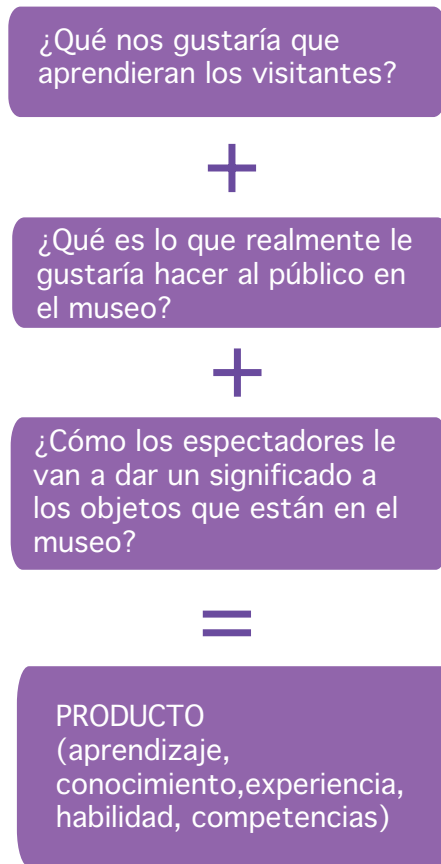 ¿Qué nos gustaría que
aprendieran los visitantes?
+
¿Qué es lo que realmente le
gustaría hacer al público en
el museo?
+
¿Cómo los espectadores le
van a dar un significado a
los objetos que están en el
museo?
=
PRODUCTO
(aprendizaje,
conocimiento,experiencia,
habilidad, competencias)